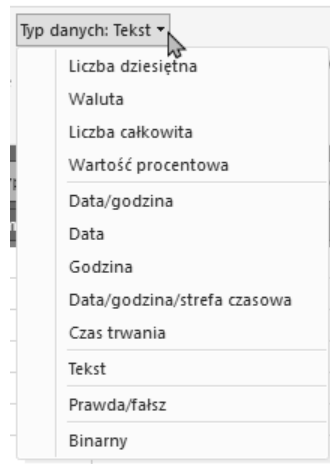 Typ danych: Tekst
Liczba dziesiętna
Waluta
Liczba całkowita
Wartość procentowa
Data/godzina
Data
Godzina
Data/godzina/strefa czasowa
Czas trwania
Tekst
Prawda/fałsz
Binarny